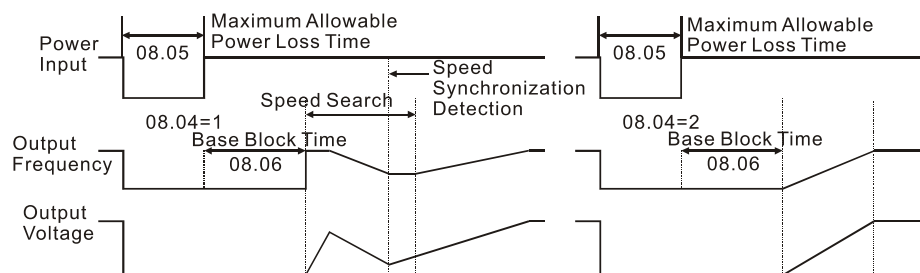 Maximum Allowable
Power Loss Time
Power
Input
08.05
Speed
Synchronization
Detection
Speed Search
08.04=1
Base Block Time
08.06
Output
Frequency
Output
Voltage
Maximum Allowable
Power Loss Time
08.05
08.04=2
Base Block Time
08.06